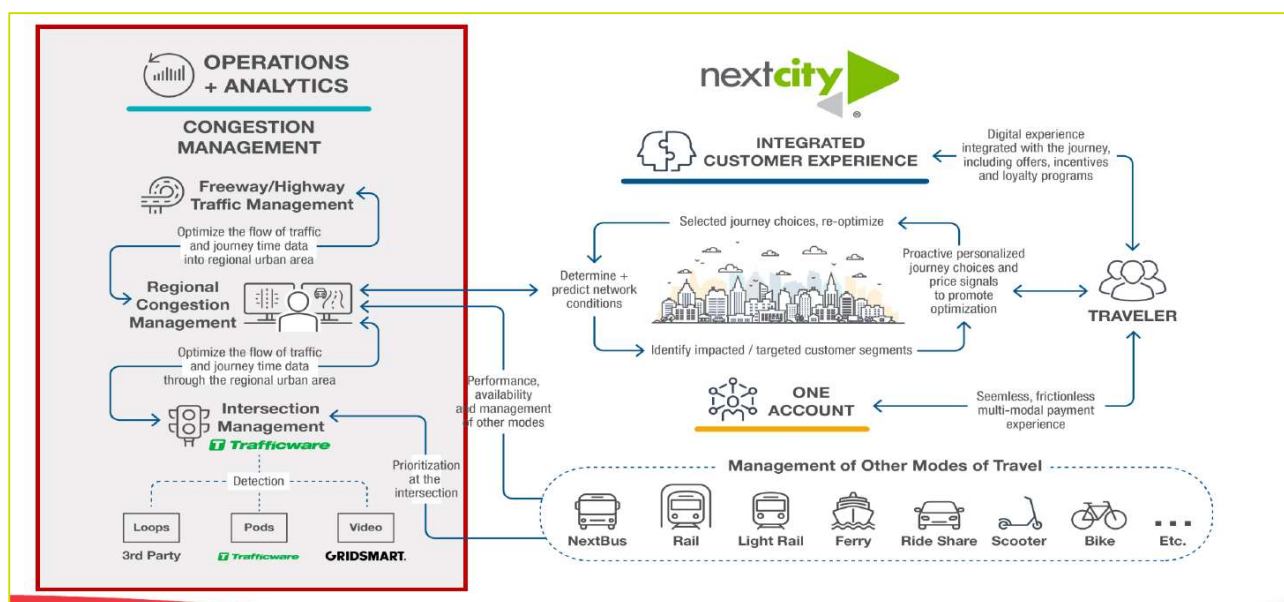 OPERATIONS
+ ANALYTICS
CONGESTION
MANAGEMENT
Freeway/Highway
Traffic Management
Optimize the flow of traffic
and journey time data
into regional urban area
Regional
Congestion
Management
Optimize the flow of traffic
and journey time data
through the regional urban area
Intersection
Management
T Trafficware
Detection
Loops
Pods
Video
3rd Party
T Trafficware
GRIDSMART.
Performance,
availability
and management
of other modes
Prioritization
at the
intersection
nextcity
®
INTEGRATED
CUSTOMER EXPERIENCE
Digital experience
integrated with the journey,
including offers, incentives
and loyalty programs
Selected journey choices, re-optimize
Determine +
predict network
conditions
Proactive personalized
journey choices and
price signals
to promote
optimization
Identify impacted / targeted customer segments
TRAVELER
ONE
ACCOUNT
Seemless, frictionless
multi-modal payment
experience
Management of Other Modes of Travel
NextBus
Rail
Light Rail
Ferry
Ride Share
Scooter
Bike
Etc.